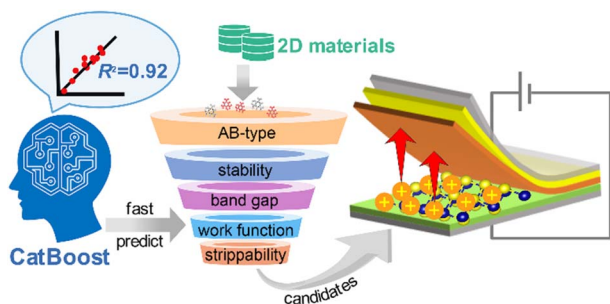 R²=0.92
2D materials
AB-type
stability
band gap
work function
strippability
fast
predict
CatBoost
candidates
+ + + + + + + + +